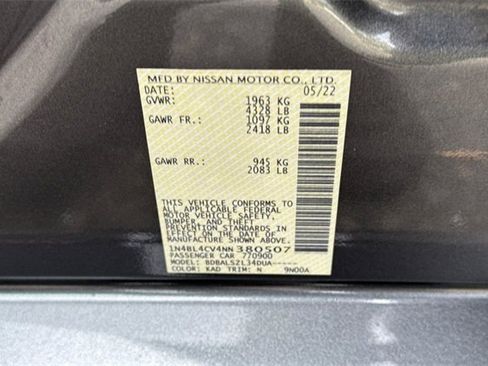 MFD BY NISSAN MOTOR CO., LTD.
DATE: 05/22
GVWR: 1963 KG
4328 LB
GAWR FR.: 1097 KG
2418 LB
GAWR RR.: 945 KG
2083 LB
THIS VEHICLE CONFORMS TO
ALL APPLICABLE FEDERAL
MOTOR VEHICLE SAFETY,
BUMPER, AND THEFT
PREVENTION STANDARDS IN
EFFECT ON THE DATE OF
MANUFACTURE SHOWN ABOVE.
1N4BL4CV4NN380507
PASSENGER CAR 770900
MODEL: BDBALSZL34DUA-----
COLOR: KAD TRIM: N 9N00A